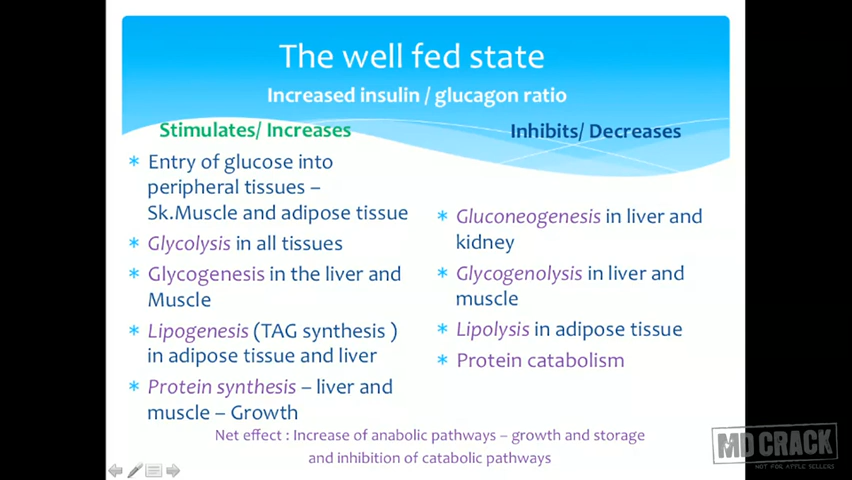 The well fed state
Increased insulin / glucagon ratio
Stimulates/ Increases
* Entry of glucose into
peripheral tissues –
Sk.Muscle and adipose tissue
* Glycolysis in all tissues
* Glycogenesis in the liver and
Muscle
* Lipogenesis (TAG synthesis )
in adipose tissue and liver
* Protein synthesis – liver and
muscle – Growth
Inhibits/ Decreases
* Gluconeogenesis in liver and
kidney
* Glycogenolysis in liver and
muscle
* Lipolysis in adipose tissue
* Protein catabolism
Net effect : Increase of anabolic pathways – growth and storage
and inhibition of catabolic pathways
MD CRACK
NOT FOR APPLE SELLERS